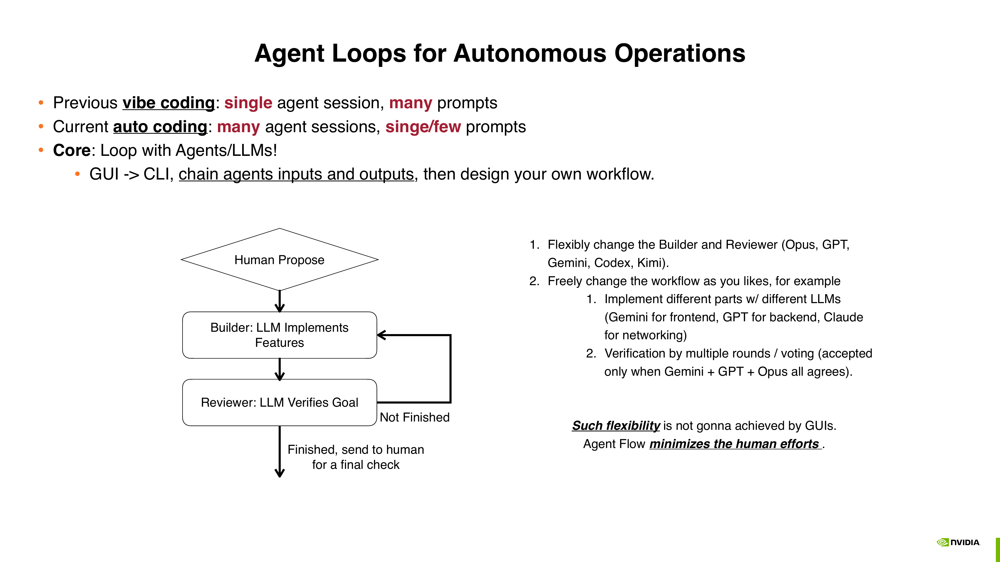 Agent Loops for Autonomous Operations
• Previous vibe coding: single agent session, many prompts
• Current auto coding: many agent sessions, singe/few prompts
• Core: Loop with Agents/LLMs!
• GUI -> CLI, chain agents inputs and outputs, then design your own workflow.
Human Propose
Builder: LLM Implements
Features
Reviewer: LLM Verifies Goal
Not Finished
Finished, send to human
for a final check
1. Flexibly change the Builder and Reviewer (Opus, GPT,
Gemini, Codex, Kimi).
2. Freely change the workflow as you likes, for example
1. Implement different parts w/ different LLMs
(Gemini for frontend, GPT for backend, Claude
for networking)
2. Verification by multiple rounds / voting (accepted
only when Gemini + GPT + Opus all agrees).
Such flexibility is not gonna achieved by GUIs.
Agent Flow minimizes the human efforts .
NVIDIA